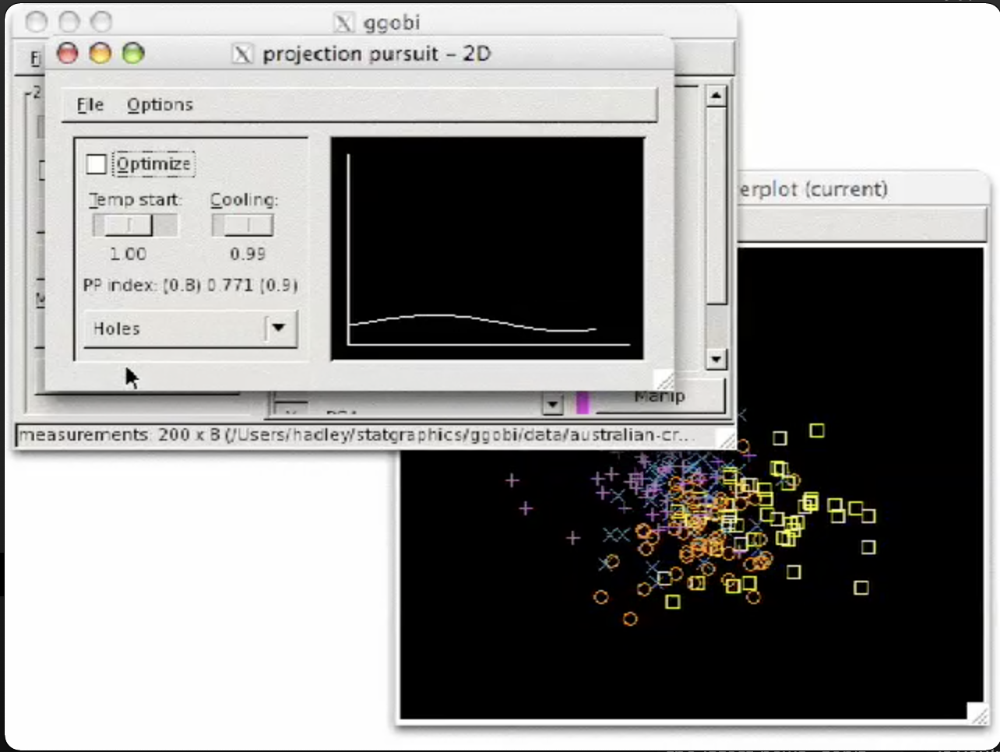 ggobi
projection pursuit – 2D
File Options
Optimize
Temp start: Cooling:
1.00 0.99
PP index: (0.8) 0.771 (0.9)
Holes
erplot (current)
Manip
measurements: 200 x 8 (/Users/hadley/statgraphics/ggobi/data/australian-cr...